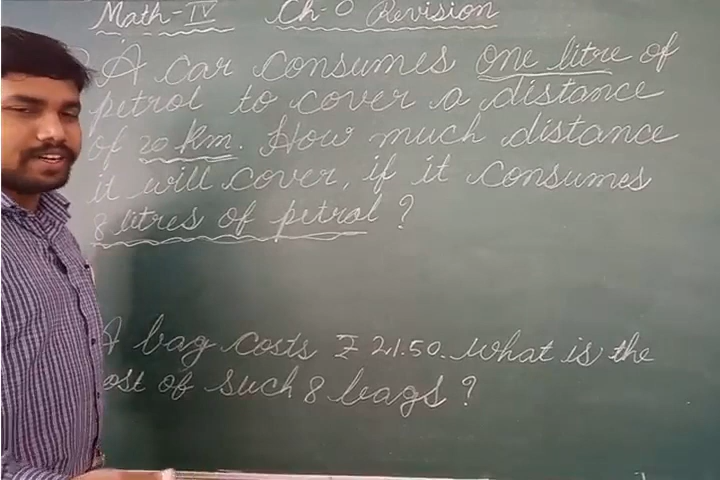 Math-IV Ch-0 Revision
A car consumes one litre of
petrol to cover a distance
of 20 km. How much distance
it will cover, if it consumes
8 litres of petrol ?
A bag costs ₹ 21.50. what is the
ost of such 8 bags ?